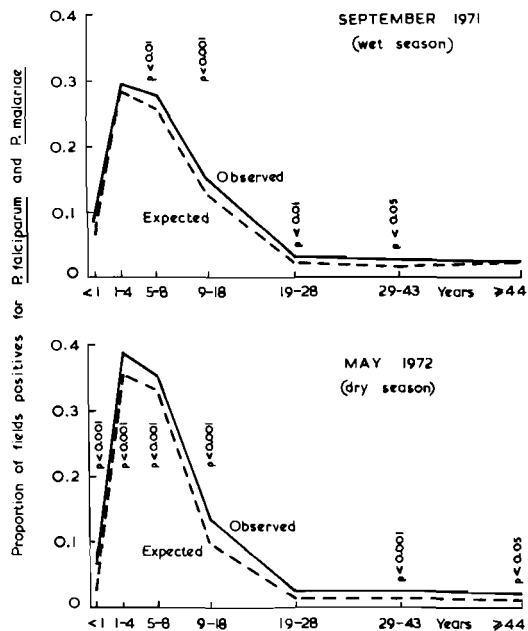 Proportion of fields positives for P. falciparum and P. malariae
SEPTEMBER 1971
(wet season)
0.4
0.3
0.2
0.1
0
p < 0.01
p < 0.001
p < 0.01
p < 0.05
Observed
Expected
<1 1-4 5-8 9-18 19-28 29-43 Years ⩾44
MAY 1972
(dry season)
0.4
0.3
0.2
0.1
0
p < 0.001
p < 0.001
p < 0.001
p < 0.001
p < 0.001
p < 0.05
Observed
Expected
<1 1-4 5-8 9-18 19-28 29-43 Years ⩾44